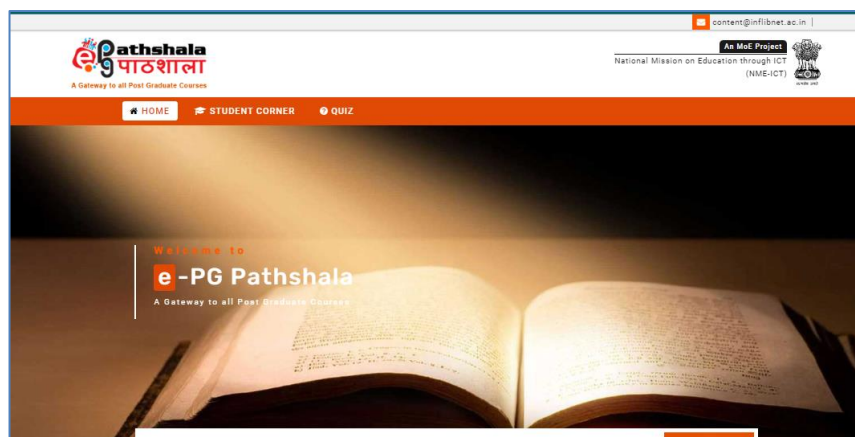 content@inflibnet.ac.in |
ePGathshala
पाठशाला
A Gateway to all Post Graduate Courses
An MoE Project
National Mission on Education through ICT
(NME-ICT)
HOME STUDENT CORNER QUIZ
Welcome to
e-PG Pathshala
A Gateway to all Post Graduate Courses